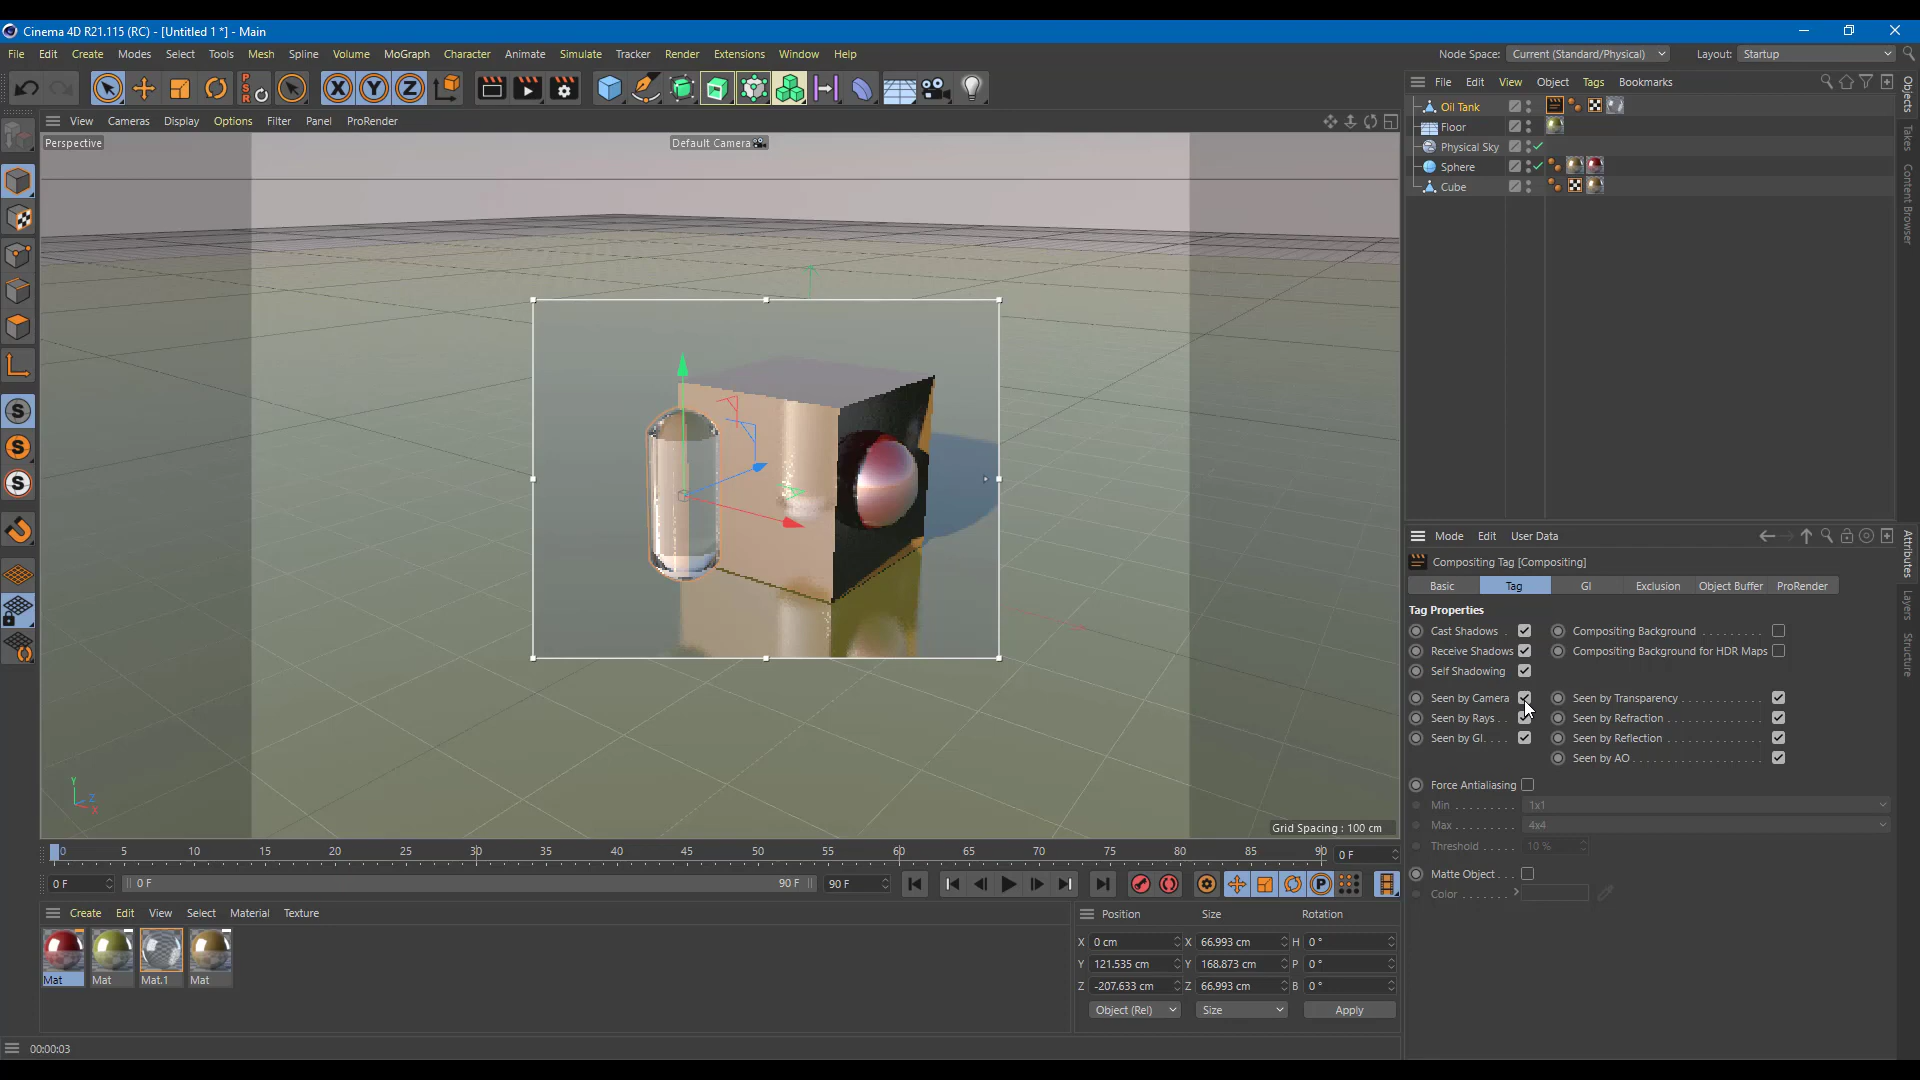 Cinema 4D R21.115 (RC) - [Untitled 1 *] - Main
File Edit Create Modes Select Tools Mesh Spline Volume MoGraph Character Animate Simulate Tracker Render Extensions Window Help
Node Space: Current (Standard/Physical) Layout: Startup
PSR X Y Z
File Edit View Object Tags Bookmarks
View Cameras Display Options Filter Panel ProRender
Perspective Default Camera
Oil Tank
Floor
Physical Sky
Sphere
Cube
Objects
Takes
Content Browser
S
S
S
Y
Z
X
Grid Spacing : 100 cm
Mode Edit User Data
Compositing Tag [Compositing]
Basic Tag GI Exclusion Object Buffer ProRender
Tag Properties
Cast Shadows Compositing Background
Receive Shadows Compositing Background for HDR Maps
Self Shadowing
Seen by Camera Seen by Transparency
Seen by Rays Seen by Refraction
Seen by GI Seen by Reflection
Seen by AO
Force Antialiasing
Min 1x1
Max 4x4
Threshold 10 %
Matte Object
Color
Attributes
Layers
Structure
0 5 10 15 20 25 30 35 40 45 50 55 60 65 70 75 80 85 90 0 F
0 F 0 F 90 F 90 F P
Create Edit View Select Material Texture
Mat Mat Mat.1 Mat
Position Size Rotation
X 0 cm X 66.993 cm H 0 °
Y 121.535 cm Y 168.873 cm P 0 °
Z -207.633 cm Z 66.993 cm B 0 °
Object (Rel) Size Apply
00:00:03